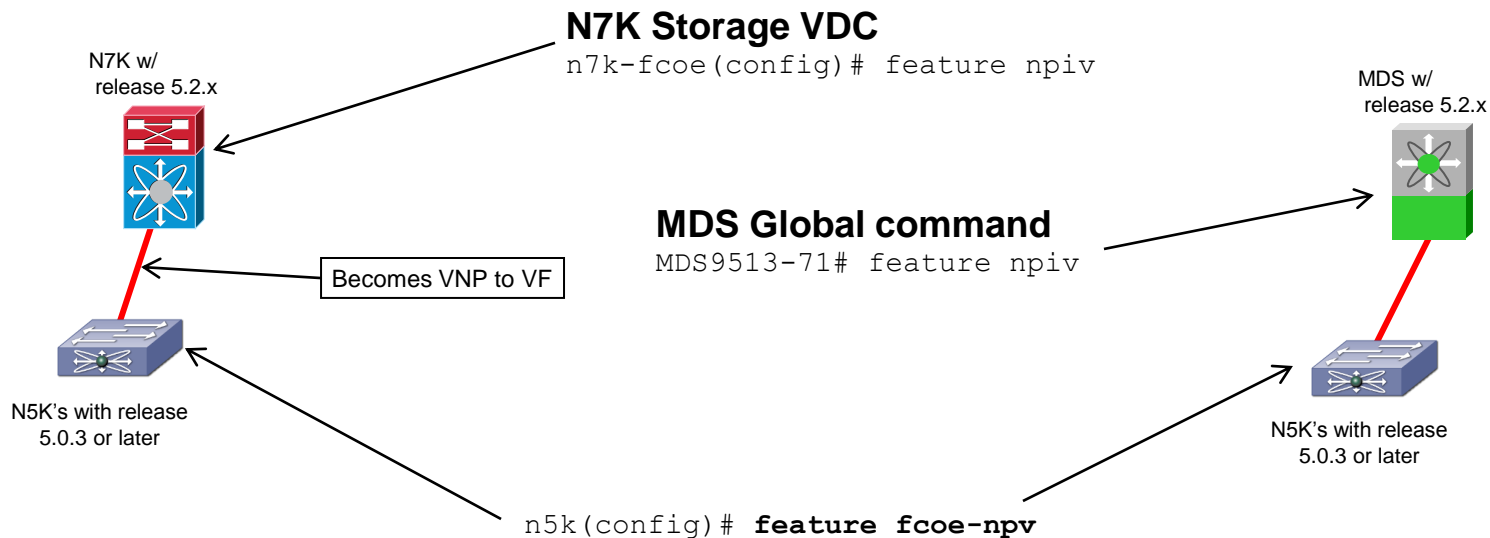 N7K Storage VDC
n7k-fcoe(config)# feature npiv
N7K w/
release 5.2.x
MDS w/
release 5.2.x
MDS Global command
MDS9513-71# feature npiv
Becomes VNP to VF
N5K's with release
5.0.3 or later
N5K's with release
5.0.3 or later
n5k(config)# feature fcoe-npv